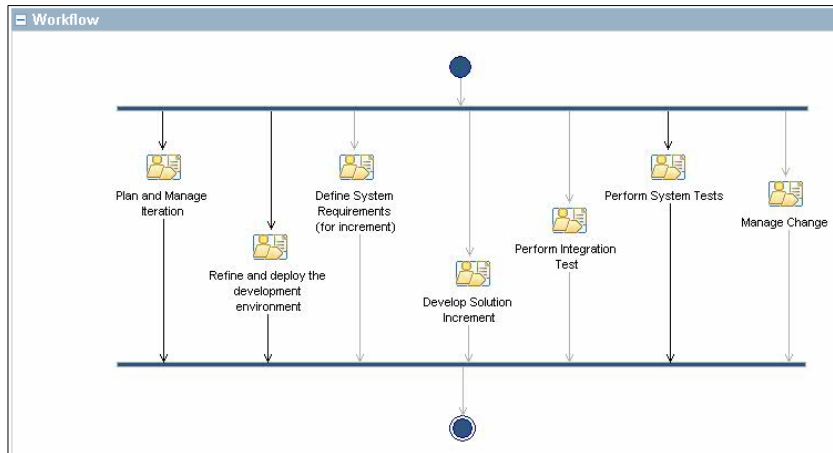 Workflow
Plan and Manage
Iteration
Refine and deploy the
development
environment
Define System
Requirements
(for increment)
Develop Solution
Increment
Perform Integration
Test
Perform System Tests
Manage Change